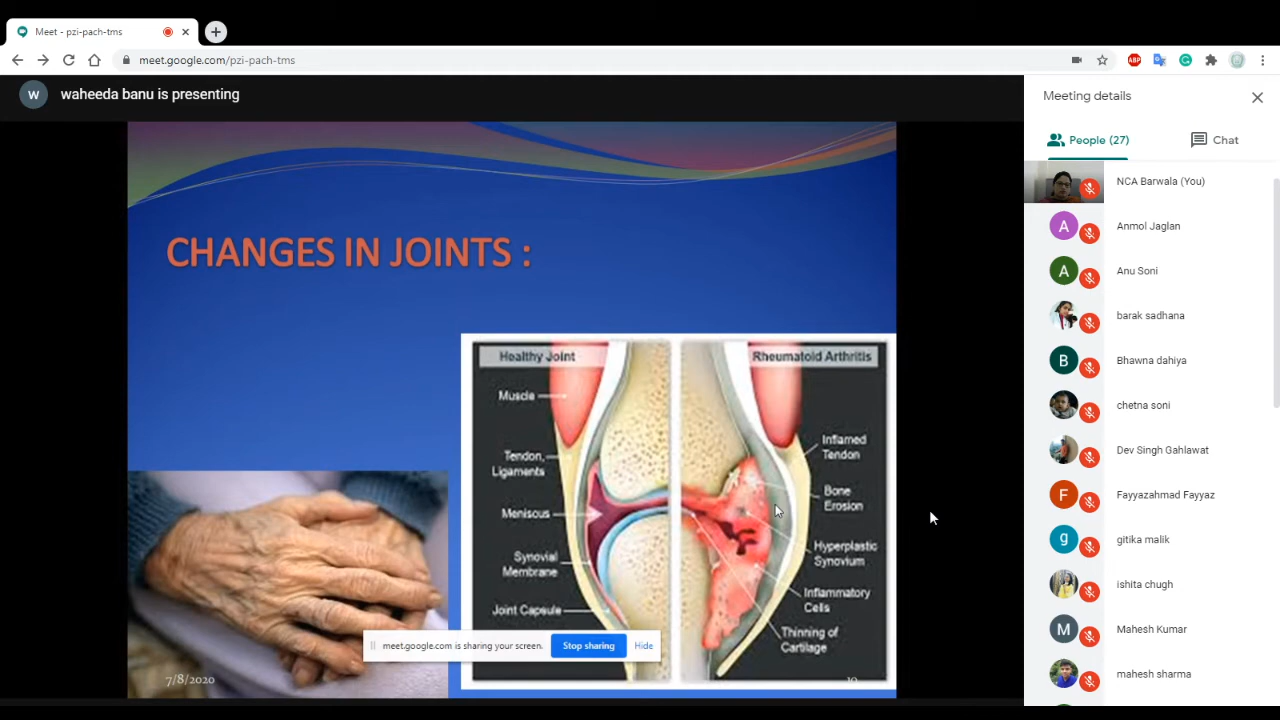 Meet - pzi-pach-tms
meet.google.com/pzi-pach-tms
ABP
W
waheeda banu is presenting
Meeting details
People (27)
Chat
NCA Barwala (You)
A
Anmol Jaglan
A
Anu Soni
barak sadhana
B
Bhawna dahiya
chetna soni
Dev Singh Gahlawat
F
Fayyazahmad Fayyaz
g
gitika malik
ishita chugh
M
Mahesh Kumar
mahesh sharma
CHANGES IN JOINTS :
Healthy Joint
Muscle
Tendon,
Ligaments
Menisous
Synovial
Membrane
Joint Capsule
Rheumatoid Arthritis
Inflamed
Tendon
Bone
Erosion
Hyperplastic
Synovium
Inflammatory
Cells
Thinning of
Cartilage
meet.google.com is sharing your screen.
Stop sharing
Hide
7/8/2020